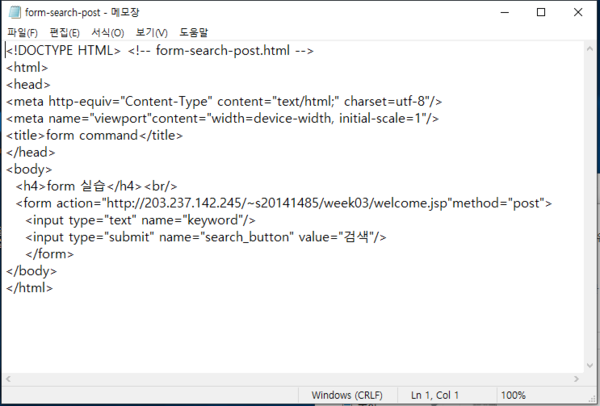 form-search-post - 메모장
파일(F) 편집(E) 서식(O) 보기(V) 도움말
<!DOCTYPE HTML> <!-- form-search-post.html -->
<html>
<head>
<meta http-equiv="Content-Type" content="text/html;" charset=utf-8"/>
<meta name="viewport"content="width=device-width, initial-scale=1"/>
<title>form command</title>
</head>
<body>
<h4>form 실습</h4><br/>
<form action="http://203.237.142.245/~s20141485/week03/welcome.jsp"method="post">
<input type="text" name="keyword"/>
<input type="submit" name="search_button" value="검색"/>
</form>
</body>
</html>
Windows (CRLF) Ln 1, Col 1 100%